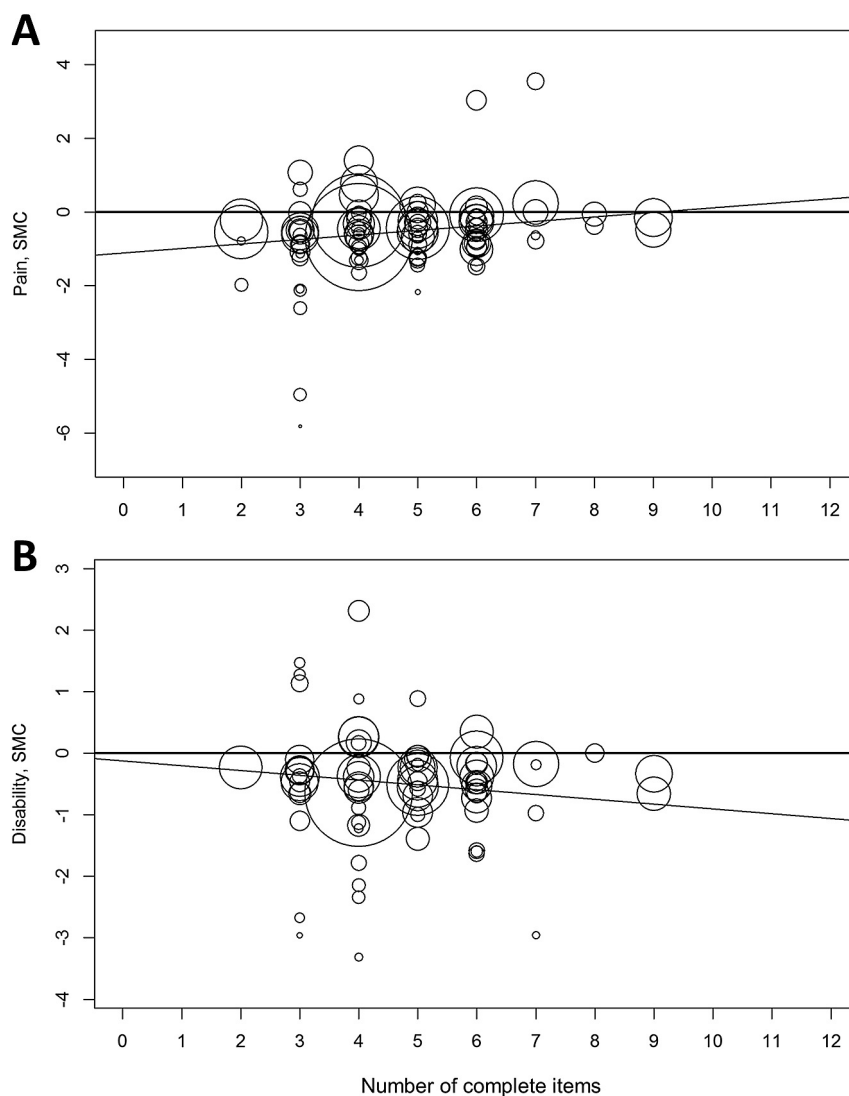 A
Pain, SMC
4
2
0
-2
-4
-6
0 1 2 3 4 5 6 7 8 9 10 11 12
B
Disability, SMC
3
2
1
0
-1
-2
-3
-4
0 1 2 3 4 5 6 7 8 9 10 11 12
Number of complete items